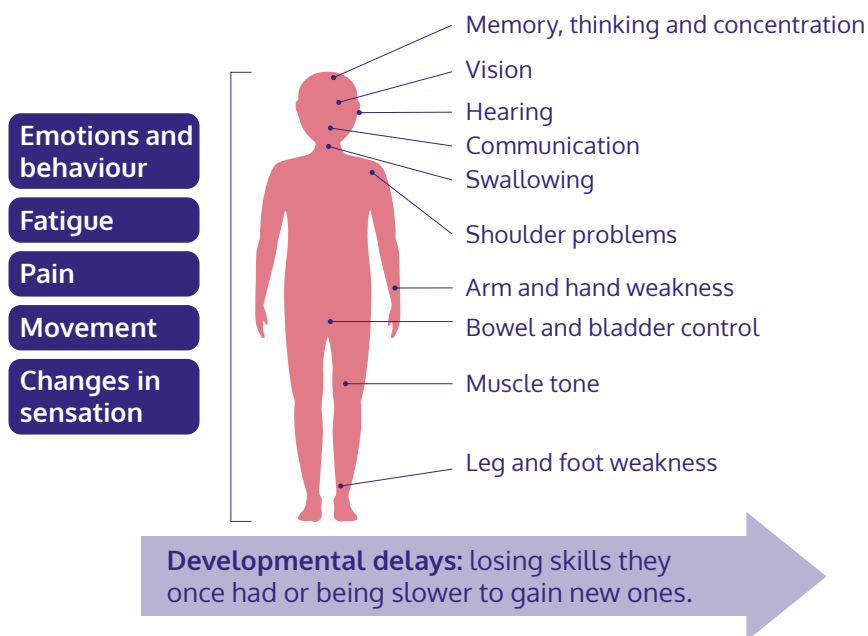 Memory, thinking and concentration
Vision
Hearing
Communication
Swallowing
Shoulder problems
Arm and hand weakness
Bowel and bladder control
Muscle tone
Leg and foot weakness
Emotions and
behaviour
Fatigue
Pain
Movement
Changes in
sensation
Developmental delays: losing skills they
once had or being slower to gain new ones.